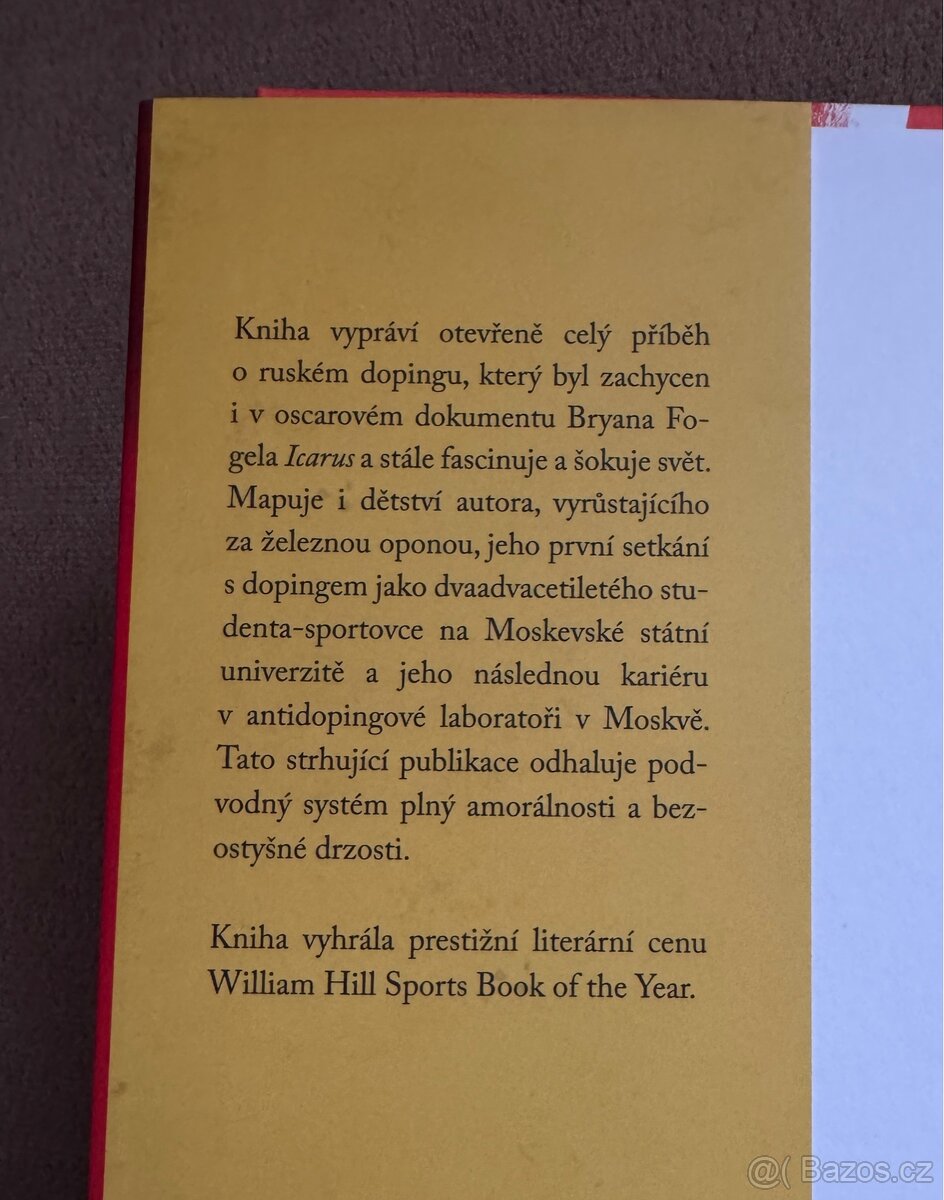 Kniha vypráví otevřeně celý příběh
o ruském dopingu, který byl zachycen
i v oscarovém dokumentu Bryana Fo-
gela Icarus a stále fascinuje a šokuje svět.
Mapuje i dětství autora, vyrůstajícího
za železnou oponou, jeho první setkání
s dopingem jako dvaadvacetiletého stu-
denta-sportovce na Moskevské státní
univerzitě a jeho následnou kariéru
v antidopingové laboratoři v Moskvě.
Tato strhující publikace odhaluje pod-
vodný systém plný amorálnosti a bez-
ostyšné drzosti.
Kniha vyhrála prestižní literární cenu
William Hill Sports Book of the Year.
@( Bazos.cz